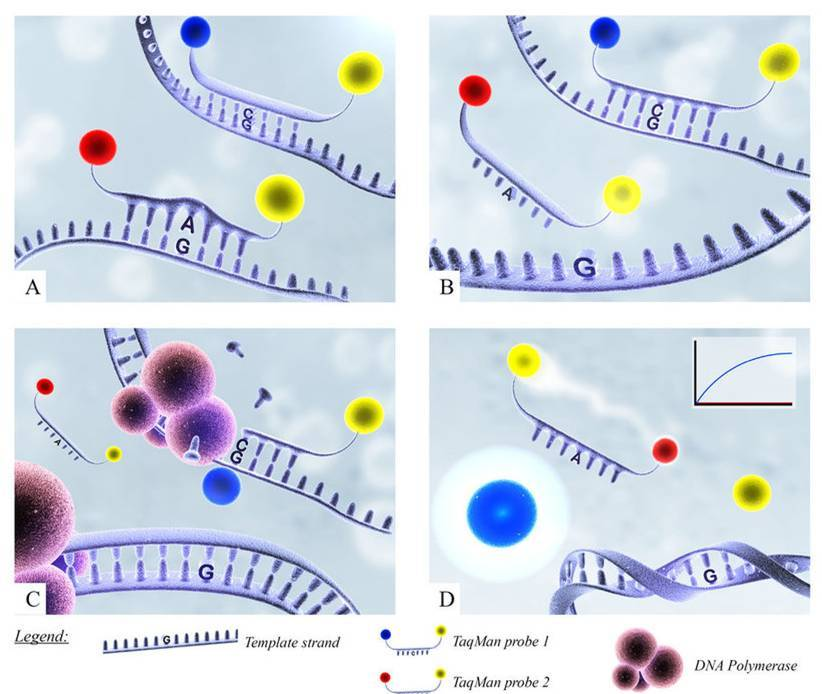 C
G
A
G
A
C
G
A
G
B
A
C
G
G
C
A
G
D
Legend:
G
Template strand
C
TaqMan probe 1
TaqMan probe 2
DNA Polymerase